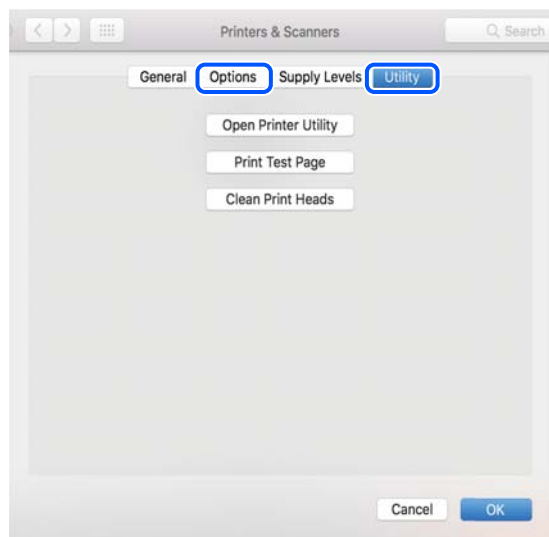 Printers & Scanners Search
General Options Supply Levels Utility
Open Printer Utility
Print Test Page
Clean Print Heads
Cancel OK